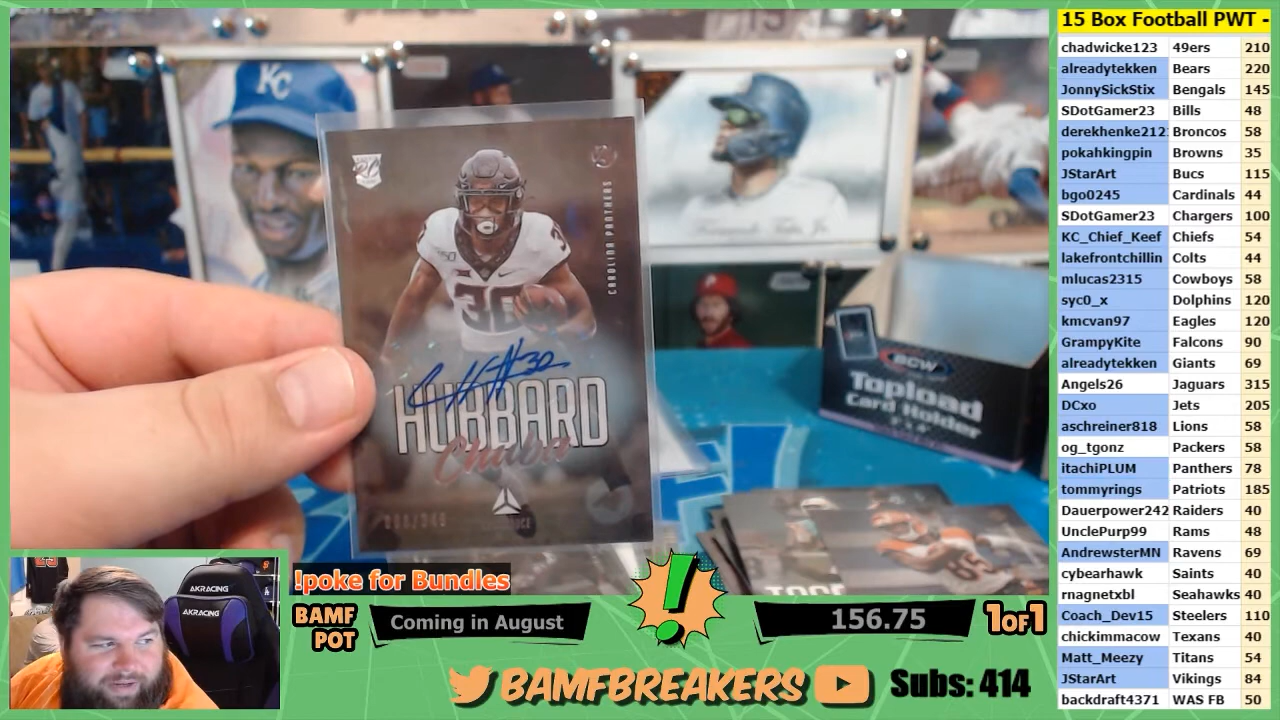 15 Box Football PWT -
chadwicke123 49ers 210
alreadytekken Bears 220
JonnySickStix Bengals 145
SDotGamer23 Bills 48
derekhenke212 Broncos 58
pokahkingpin Browns 35
JStarArt Bucs 115
bgo0245 Cardinals 44
SDotGamer23 Chargers 100
KC_Chief_Keef Chiefs 54
lakefrontchillin Colts 44
mlucas2315 Cowboys 58
syc0_x Dolphins 120
kmcvan97 Eagles 120
GrampyKite Falcons 90
alreadytekken Giants 69
Angels26 Jaguars 315
DCxo Jets 205
aschreiner818 Lions 58
og_tgonz Packers 58
itachiPLUM Panthers 78
tommyrings Patriots 185
Dauerpower242 Raiders 40
UnclePurp99 Rams 48
AndrewsterMN Ravens 69
cybearhawk Saints 40
rnagnetxbl Seahawks 40
Coach_Dev15 Steelers 110
chickimmacow Texans 40
Matt_Meezy Titans 54
JStarArt Vikings 84
backdraft4371 WAS FB 50
KC
CAROLINA PANTHERS
32
HUBBARD
Chuba
BCW
Topload
Card Holder
AKRACING
AKRACING
!poke for Bundles
BAMF
POT
Coming in August
!
156.75
1OF1
BAMFBREAKERS
Subs: 414